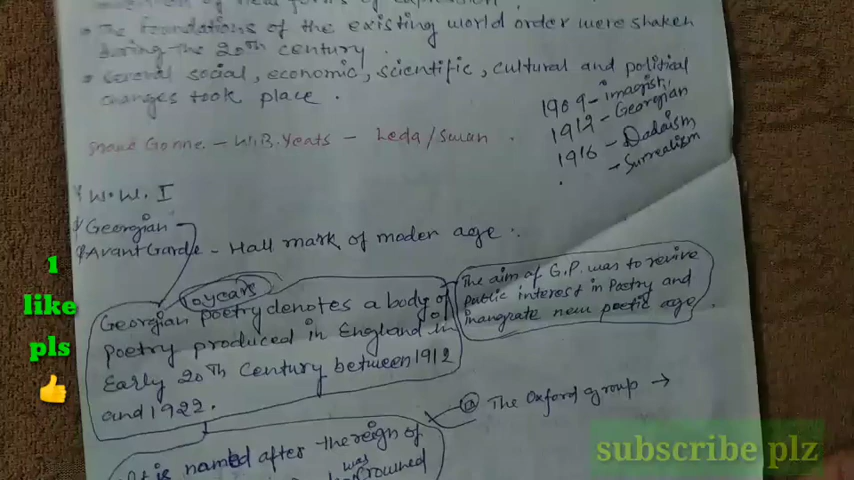 • The foundations of the existing world order were shaken
during the 20th century.
• Several social, economic, scientific, cultural and political
changes took place.
1909 - imagist,
1912 - Georgian
1916 - Dadaism
- Surrealism
Gonne - W.B. Yeats - Leda/Swan.
W.W. I
Georgian
Avant Garde - Hall mark of moder age.
10 years
Georgian poetry denotes a body of
poetry produced in England in
Early 20th Century between 1912
and 1922.
The aim of G.P. was to revive
public interest in Poetry and
inaugrate new poetic age.
The Oxford group →
It is named after the reign of
was
crowned
1
like
pls
👍
subscribe plz